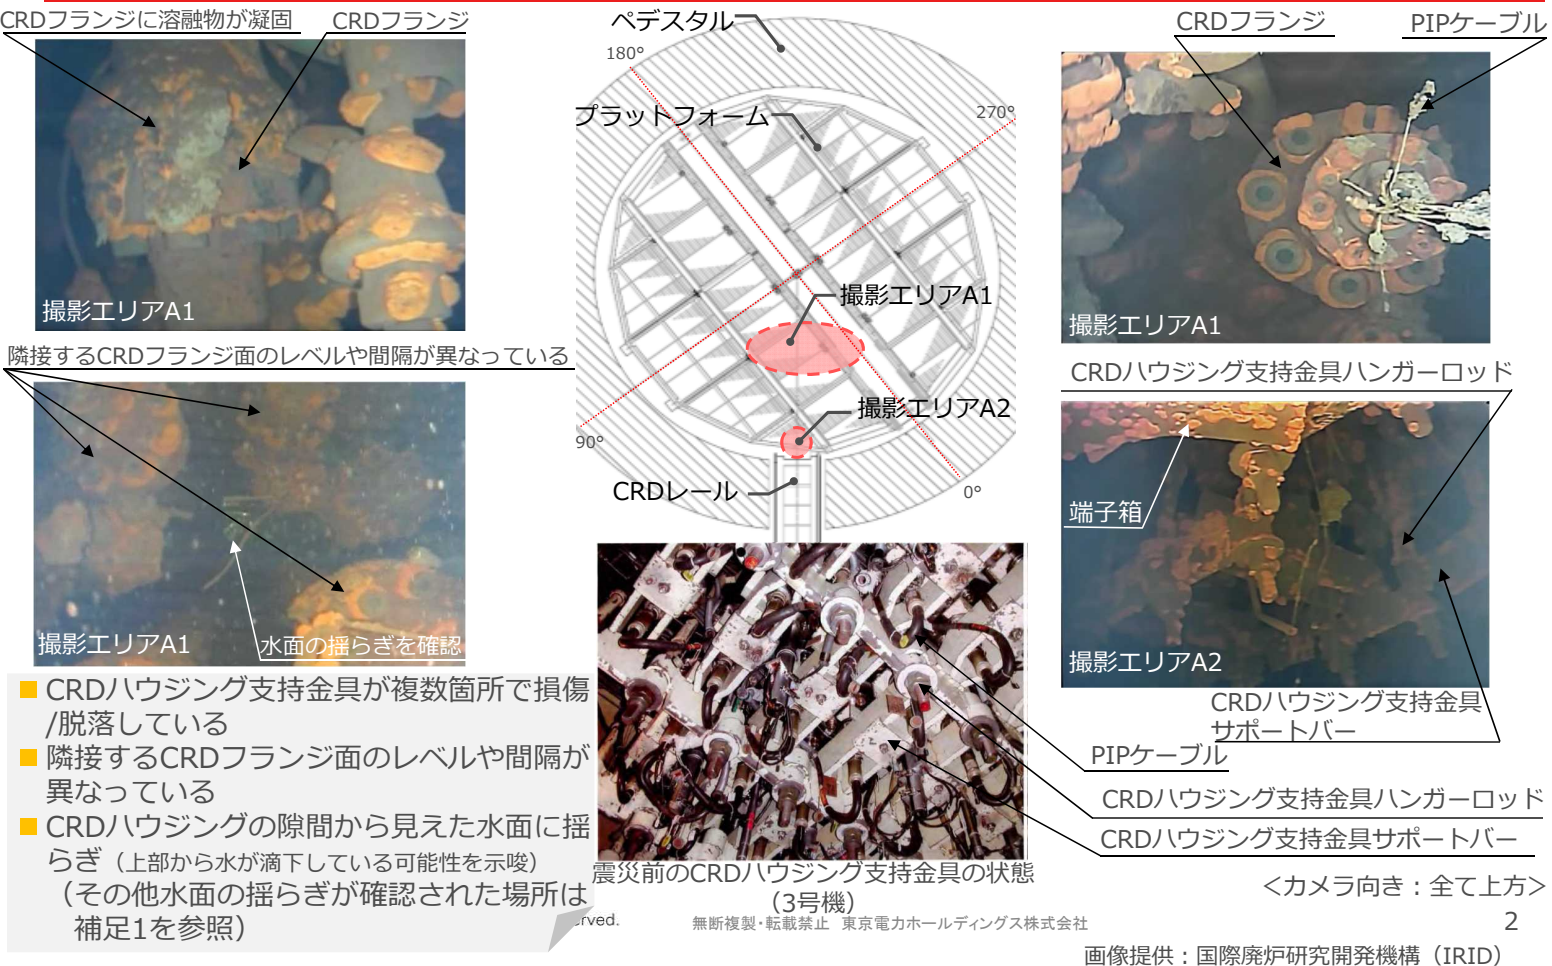 CRDフランジに溶融物が凝固
CRDフランジ
撮影エリアA1
隣接するCRDフランジ面のレベルや間隔が異なっている
撮影エリアA1
水面の揺らぎを確認
ペデスタル
180°
プラットフォーム
270°
撮影エリアA1
撮影エリアA2
90°
CRDレール
0°
CRDフランジ
PIPケーブル
撮影エリアA1
CRDハウジング支持金具ハンガーロッド
端子箱
撮影エリアA2
CRDハウジング支持金具
サポートバー
PIPケーブル
CRDハウジング支持金具ハンガーロッド
CRDハウジング支持金具サポートバー
震災前のCRDハウジング支持金具の状態
（3号機）
■ CRDハウジング支持金具が複数箇所で損傷
/脱落している
■ 隣接するCRDフランジ面のレベルや間隔が
異なっている
■ CRDハウジングの隙間から見えた水面に揺
らぎ（上部から水が滴下している可能性を示唆）
（その他水面の揺らぎが確認された場所は
補足1を参照）
＜カメラ向き：全て上方＞
erved.
無断複製・転載禁止 東京電力ホールディングス株式会社
2
画像提供：国際廃炉研究開発機構（IRID）